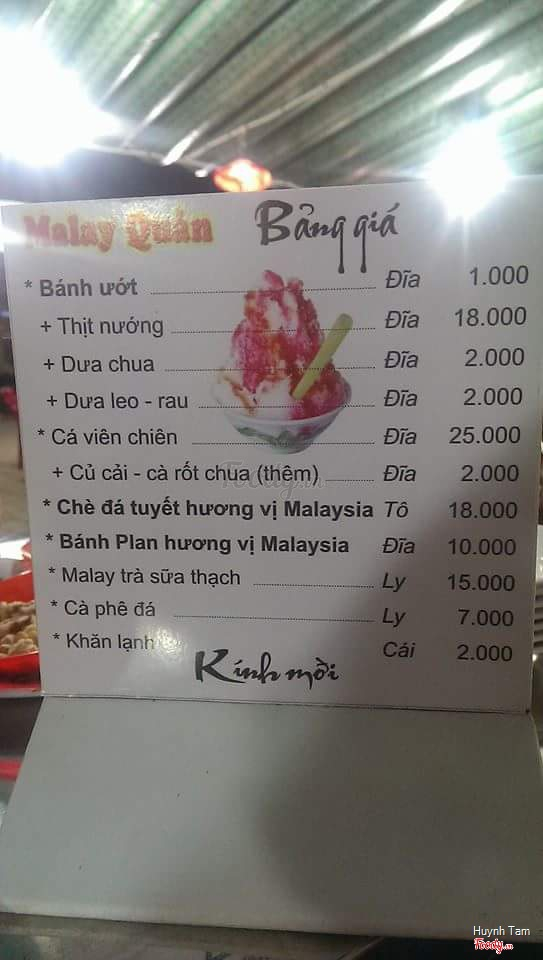 Malay Quán Bảng giá
* Bánh ướt Đĩa 1.000
+ Thịt nướng Đĩa 18.000
+ Dưa chua Đĩa 2.000
+ Dưa leo - rau Đĩa 2.000
* Cá viên chiên Đĩa 25.000
+ Củ cải - cà rốt chua (thêm) Đĩa 2.000
* Chè đá tuyết hương vị Malaysia Tô 18.000
* Bánh Plan hương vị Malaysia Đĩa 10.000
* Malay trà sữa thạch Ly 15.000
* Cà phê đá Ly 7.000
* Khăn lạnh Cái 2.000
Kính mời
Foody.vn
Huynh Tam
Foody.vn